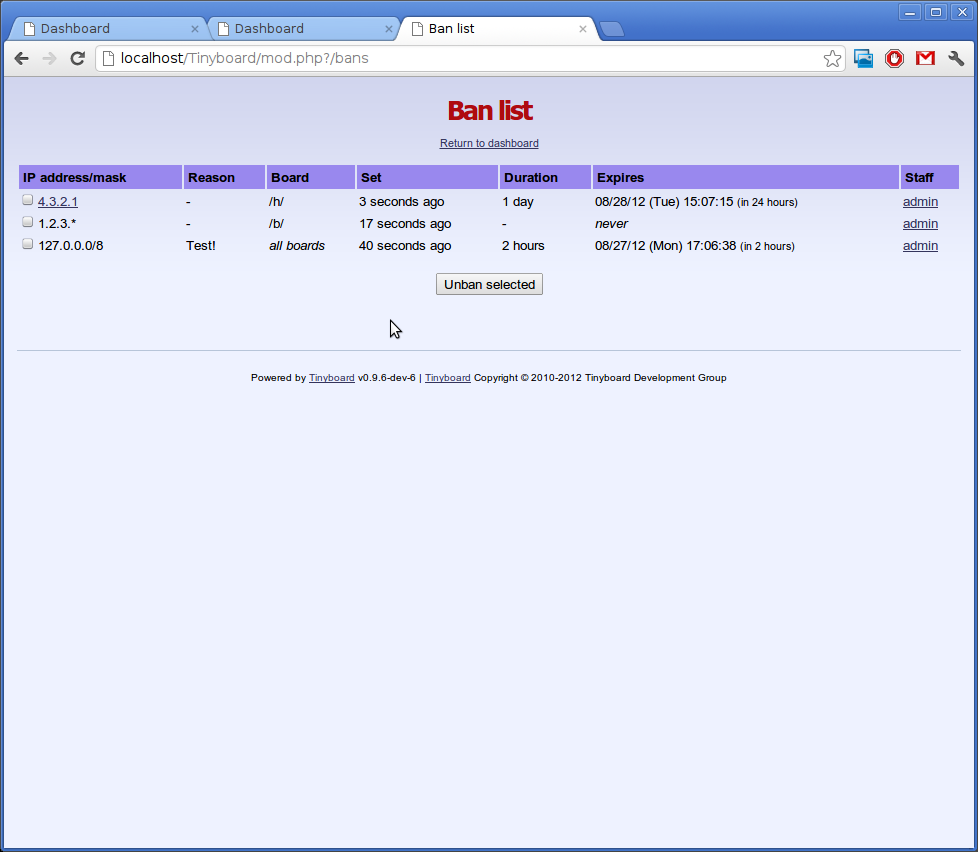 Dashboard Dashboard Ban list
localhost/Tinyboard/mod.php?/bans
Ban list
Return to dashboard
IP address/mask Reason Board Set Duration Expires Staff
4.3.2.1 - /h/ 3 seconds ago 1 day 08/28/12 (Tue) 15:07:15 (in 24 hours) admin
1.2.3.* - /b/ 17 seconds ago - never admin
127.0.0.0/8 Test! all boards 40 seconds ago 2 hours 08/27/12 (Mon) 17:06:38 (in 2 hours) admin
Unban selected
Powered by Tinyboard v0.9.6-dev-6 | Tinyboard Copyright © 2010-2012 Tinyboard Development Group